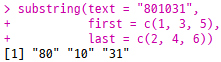 > substring(text = "801031",
+           first = c(1, 3, 5),
+           last = c(2, 4, 6))
[1] "80" "10" "31"